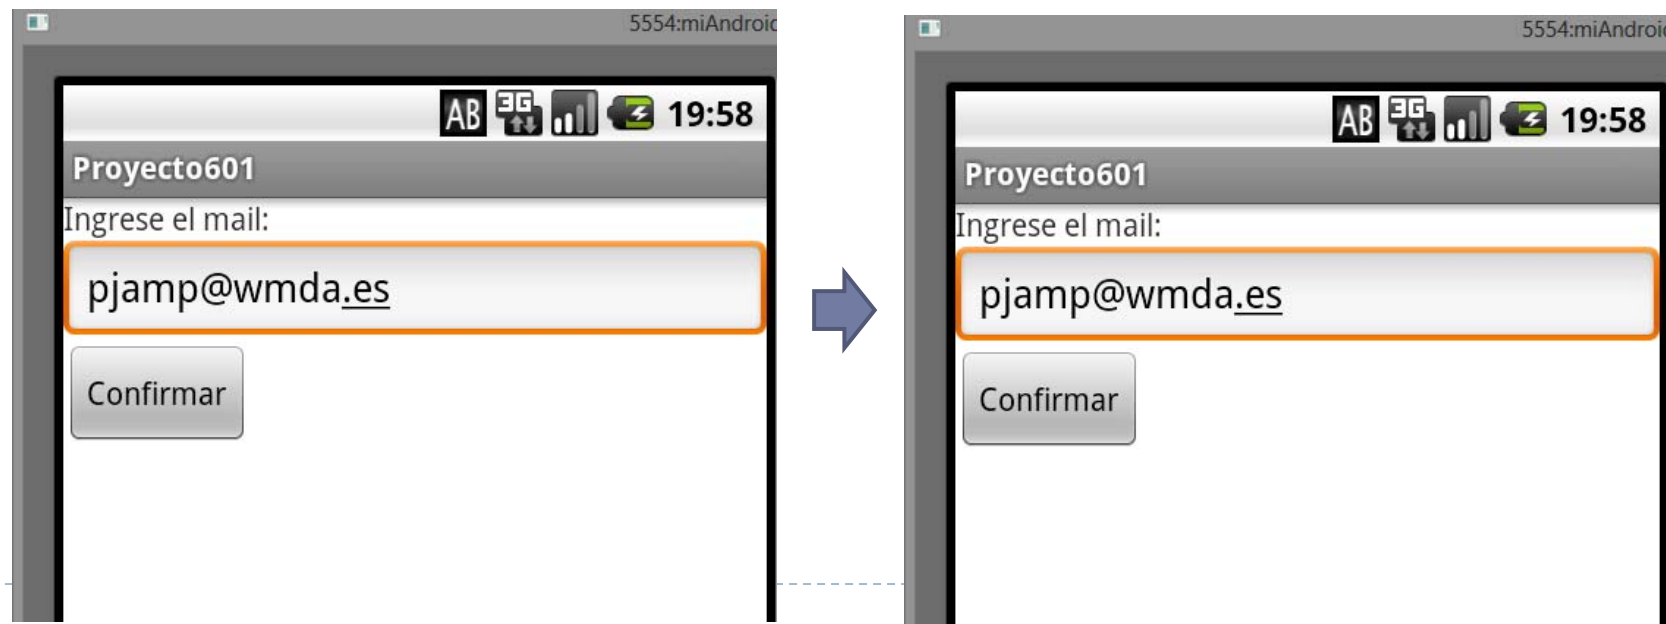 5554:miAndroid
AB 3G 19:58
Proyecto601
Ingrese el mail:
pjamp@wmda.es
Confirmar
5554:miAndroid
AB 3G 19:58
Proyecto601
Ingrese el mail:
pjamp@wmda.es
Confirmar